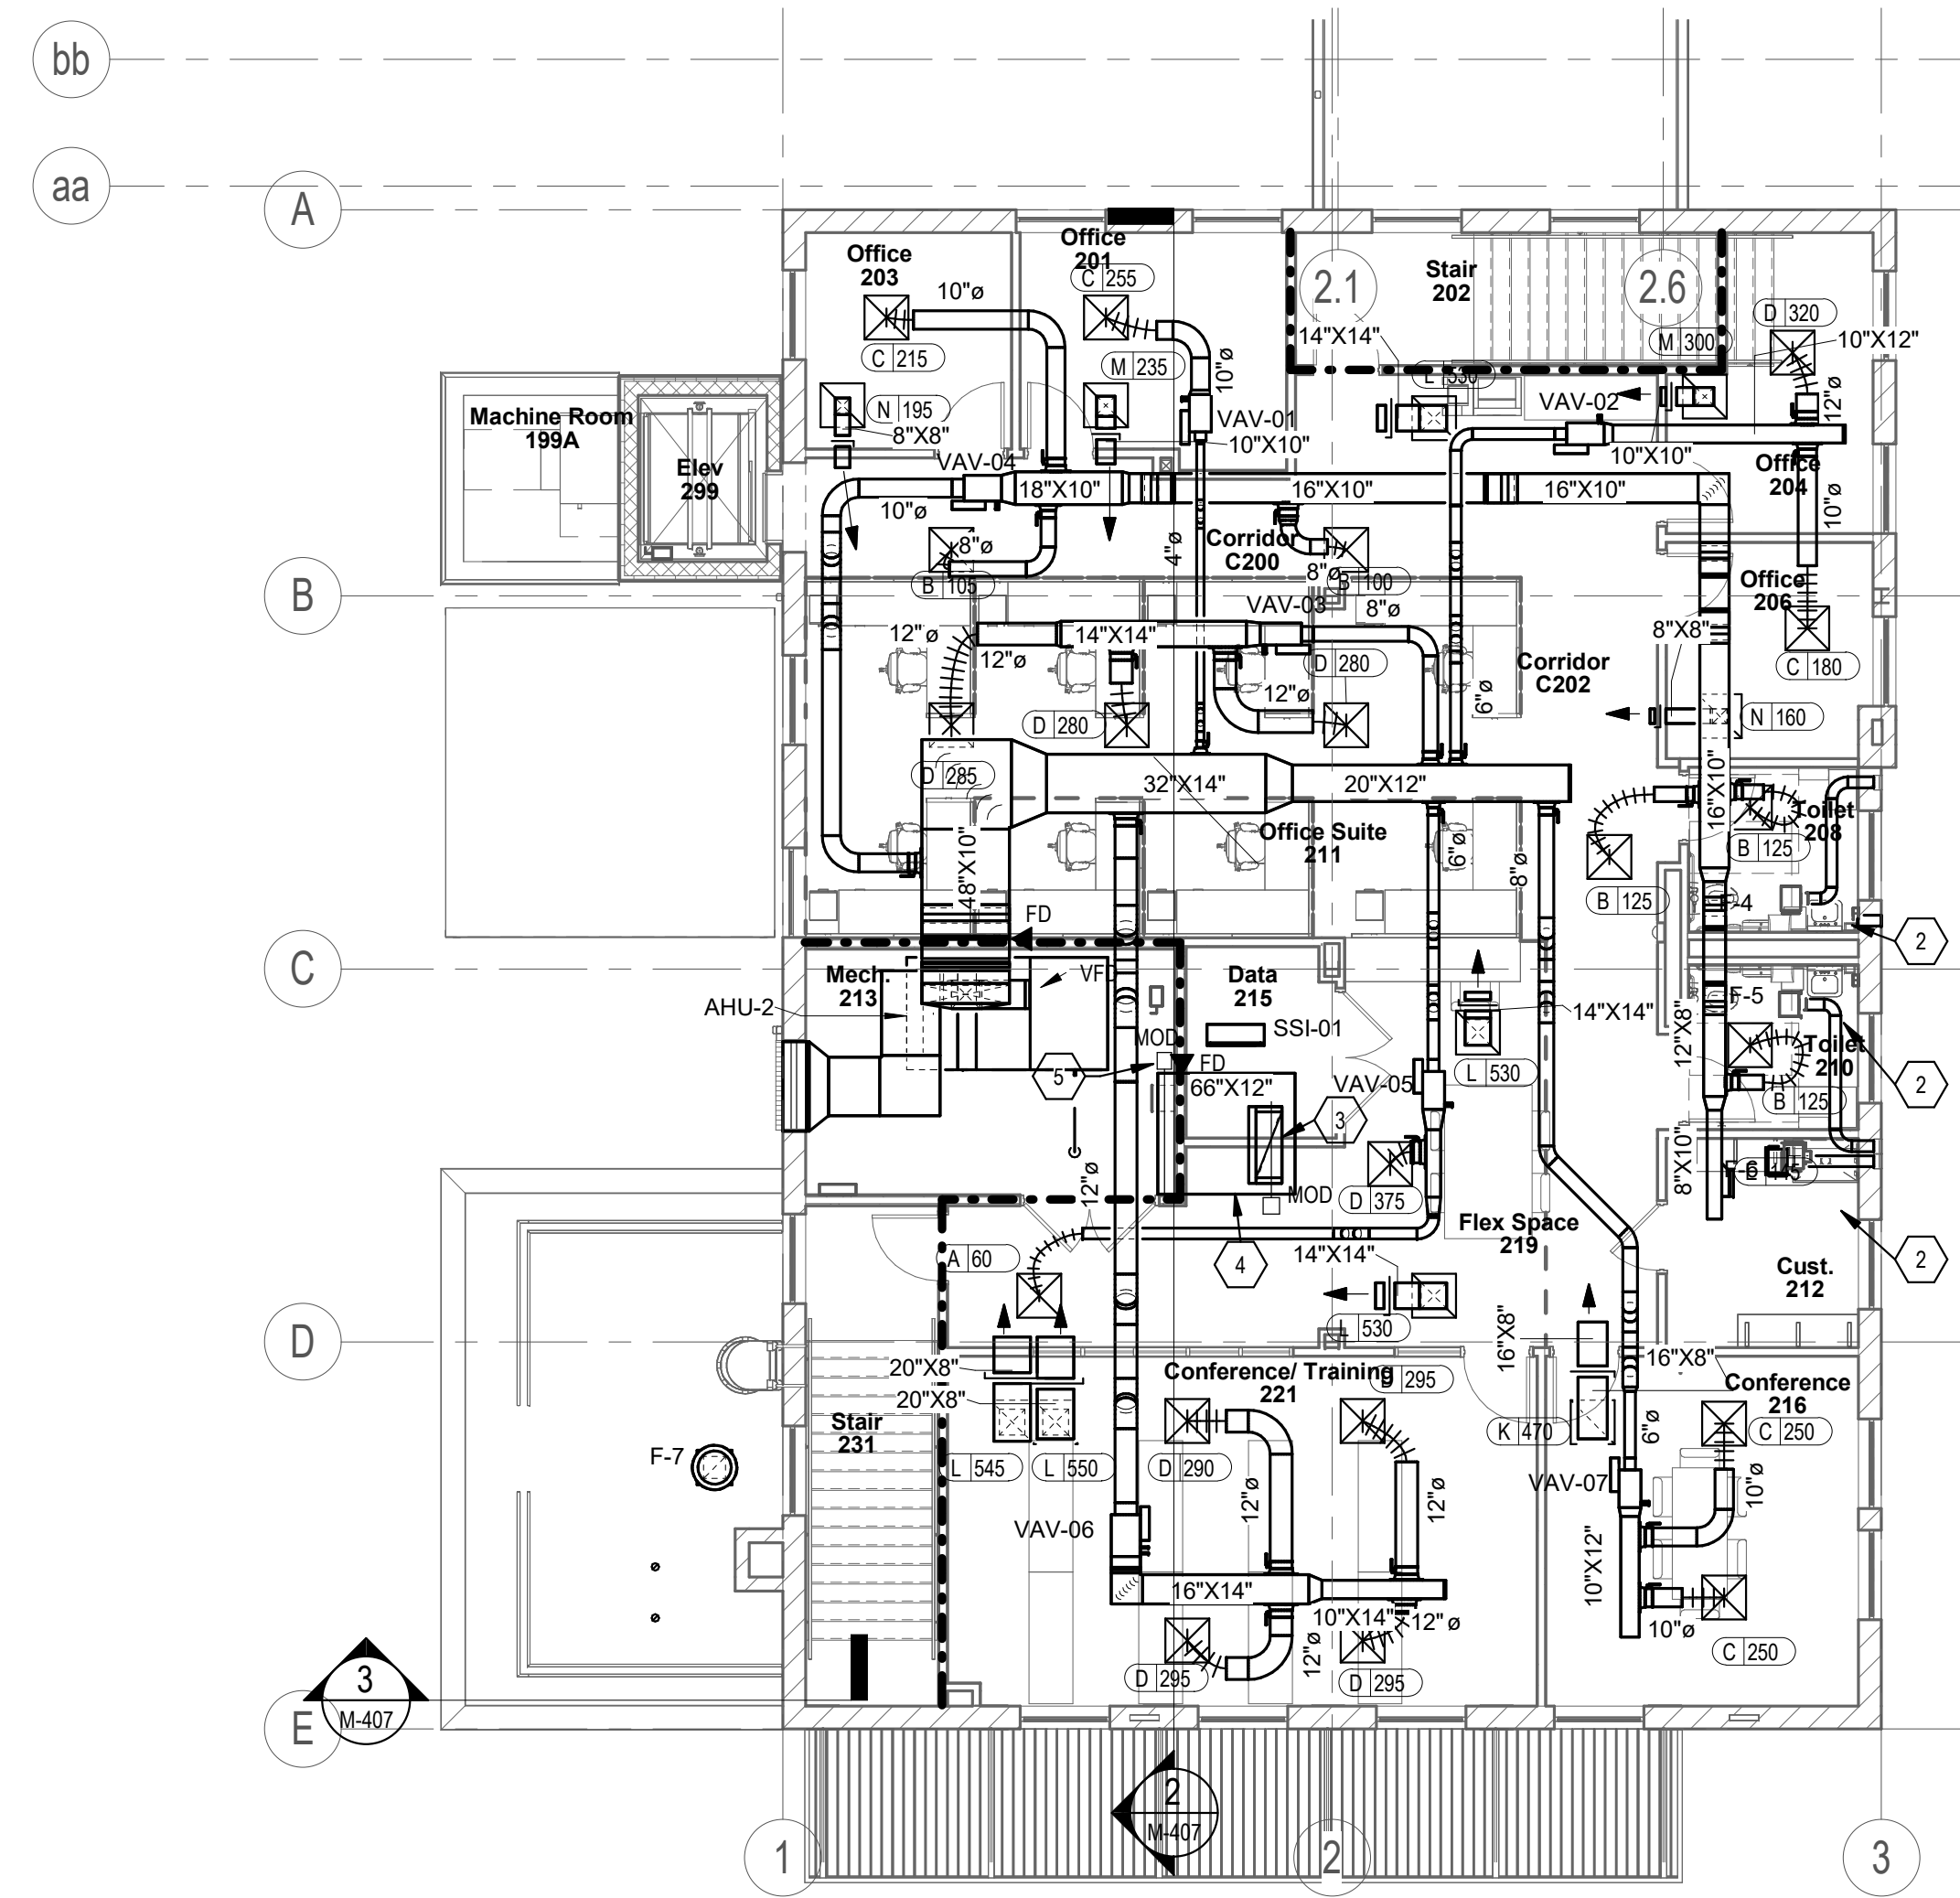 bb
aa
A
Office
203
Office
201
C 255
2.1
Stair
202
2.6
D 320
10"ø
14"X14"
M 300
10"X12"
C 215
M 235
10"ø
12"ø
Machine Room
199A
N 195
8"X8"
VAV-01
10"X10"
VAV-02
10"X10"
Elev
299
VAV-04
18"X10"
16"X10"
16"X10"
Office
204
10"ø
10"ø
8"ø
4"ø
Corridor
C200
8"ø
B
B 105
B 100
Office
206
VAV-03
8"ø
12"ø
12"ø
14"X14"
8"X8"
D 280
Corridor
C202
C 180
12"ø
6"ø
D 280
N 160
D 285
32"X14"
20"X12"
16"X10"
Toilet
208
Office Suite
211
6"ø
8"ø
B 125
48"X10"
B 125
FD
2
C
Mech.
213
VFD
Data
215
AHU-2
F-5
14"X14"
SSI-01
MOD
12"X8"
Toilet
210
5
FD
66"X12"
VAV-05
L 530
2
3
B 125
8"X10"
12"ø
MOD
D 375
Flex Space
219
A 60
14"X14"
4
Cust.
212
2
D
L 530
16"X8"
20"X8"
16"X8"
Conference/ Training
221
295
Conference
216
20"X8"
Stair
231
K 470
C 250
6"ø
F-7
L 545
L 550
D 290
VAV-07
12"ø
12"ø
10"ø
VAV-06
10"X12"
16"X14"
10"X14"
12"ø
10"ø
12"ø
3
M-407
D 295
D 295
C 250
E
2
M-407
1
2
3